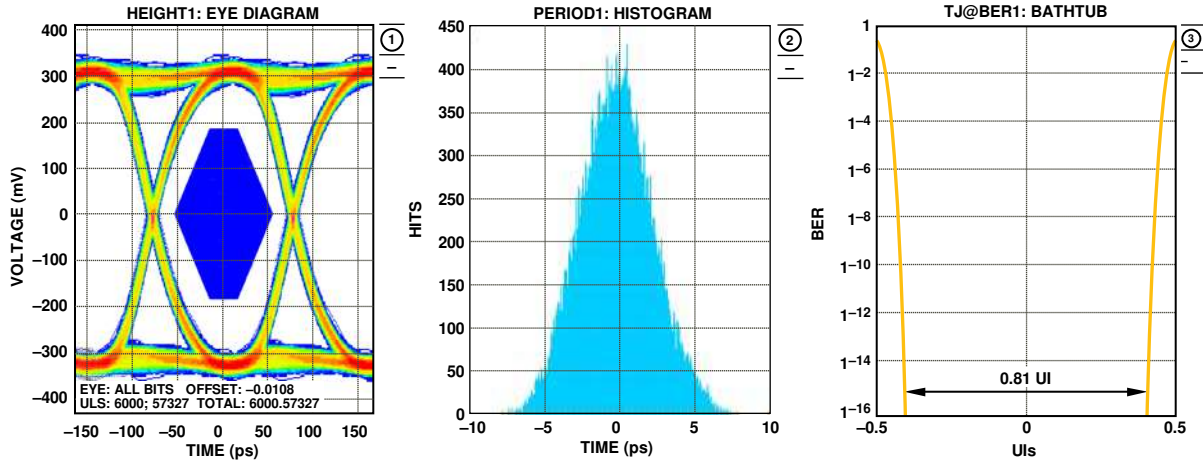 HEIGHT1: EYE DIAGRAM
1
–
400
300
200
100
0
–100
–200
–300
–400
VOLTAGE (mV)
EYE: ALL BITS OFFSET: –0.0108
ULS: 6000; 57327 TOTAL: 6000.57327
–150 –100 –50 0 50 100 150
TIME (ps)
PERIOD1: HISTOGRAM
2
–
450
400
350
300
250
200
150
100
50
0
HITS
–10 –5 0 5 10
TIME (ps)
TJ@BER1: BATHTUB
3
–
1
1–2
1–4
1–6
1–8
1–10
1–12
1–14
1–16
BER
0.81 UI
–0.5 0 0.5
UIs